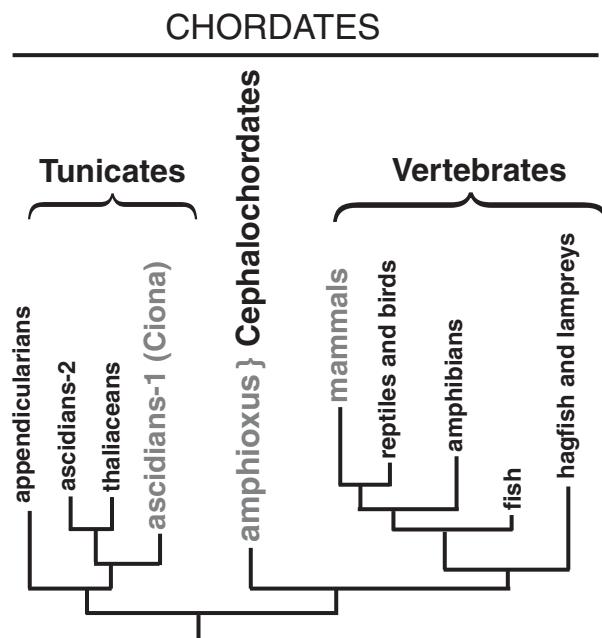 CHORDATES
Tunicates
Vertebrates
appendicularians
ascidians-2
thaliaceans
ascidians-1 (Ciona)
amphioxus } Cephalochordates
mammals
reptiles and birds
amphibians
fish
hagfish and lampreys